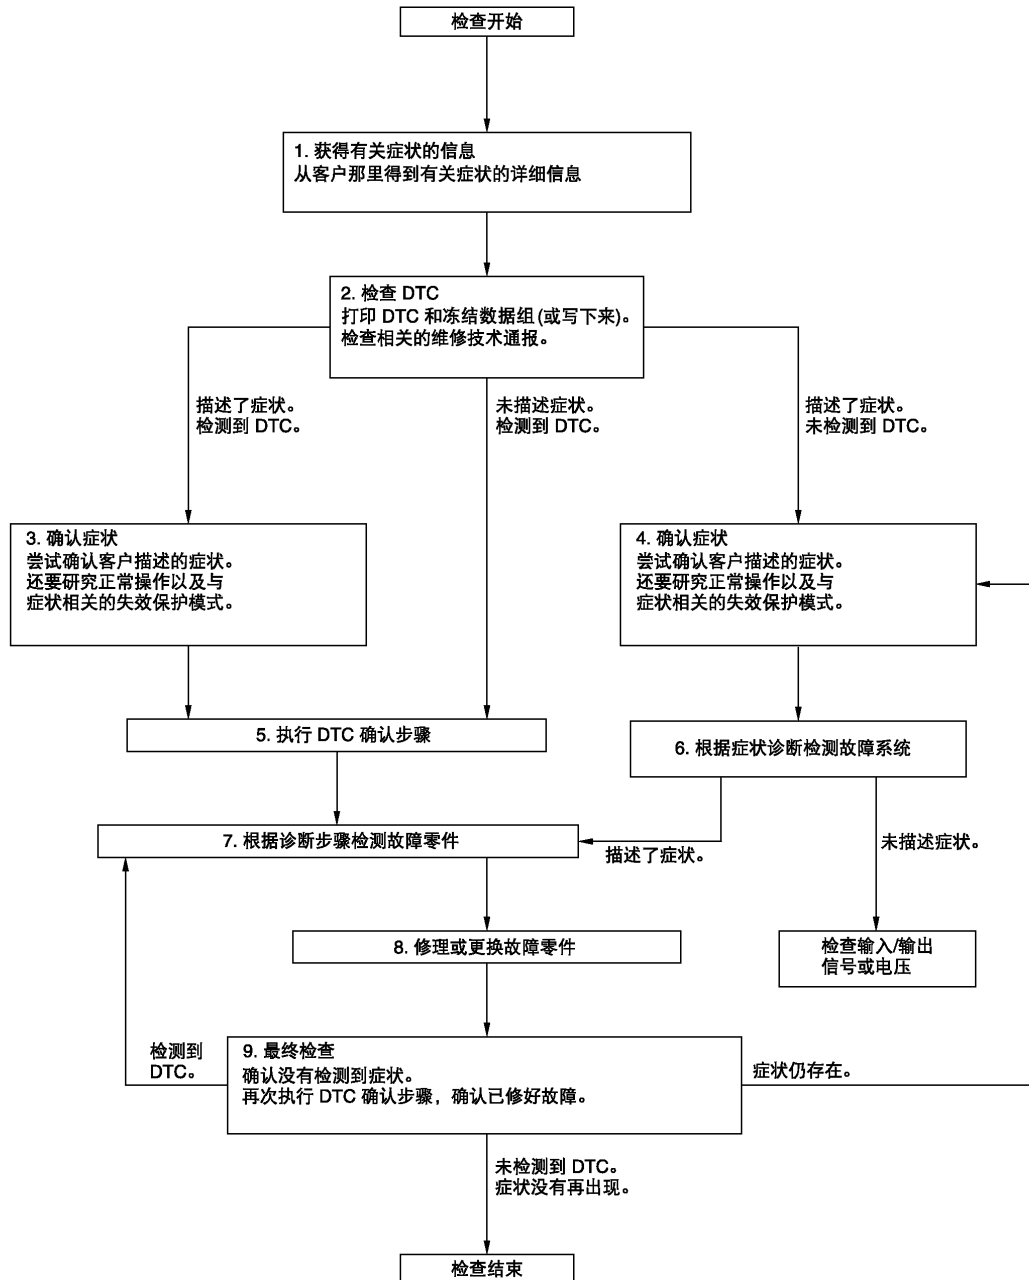 检查开始
1. 获得有关症状的信息
从客户那里得到有关症状的详细信息
2. 检查 DTC
打印 DTC 和冻结数据组(或写下来)。
检查相关的维修技术通报。
描述了症状。
检测到 DTC。
未描述症状。
检测到 DTC。
描述了症状。
未检测到 DTC。
3. 确认症状
尝试确认客户描述的症状。
还要研究正常操作以及与
症状相关的失效保护模式。
4. 确认症状
尝试确认客户描述的症状。
还要研究正常操作以及与
症状相关的失效保护模式。
5. 执行 DTC 确认步骤
6. 根据症状诊断检测故障系统
7. 根据诊断步骤检测故障零件
描述了症状。
未描述症状。
8. 修理或更换故障零件
检查输入/输出
信号或电压
检测到
DTC。
9. 最终检查
确认没有检测到症状。
再次执行 DTC 确认步骤，确认已修好故障。
症状仍存在。
未检测到 DTC。
症状没有再出现。
检查结束